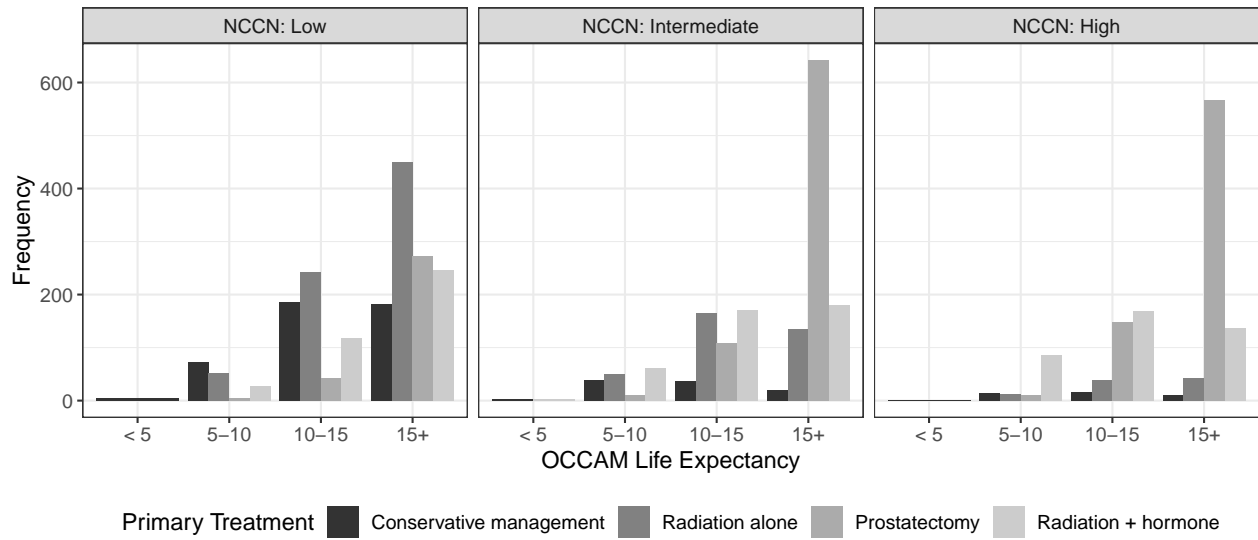 NCCN: Low NCCN: Intermediate NCCN: High
600
400
200
0
Frequency
< 5 5–10 10–15 15+ < 5 5–10 10–15 15+ < 5 5–10 10–15 15+
OCCAM Life Expectancy
Primary Treatment Conservative management Radiation alone Prostatectomy Radiation + hormone